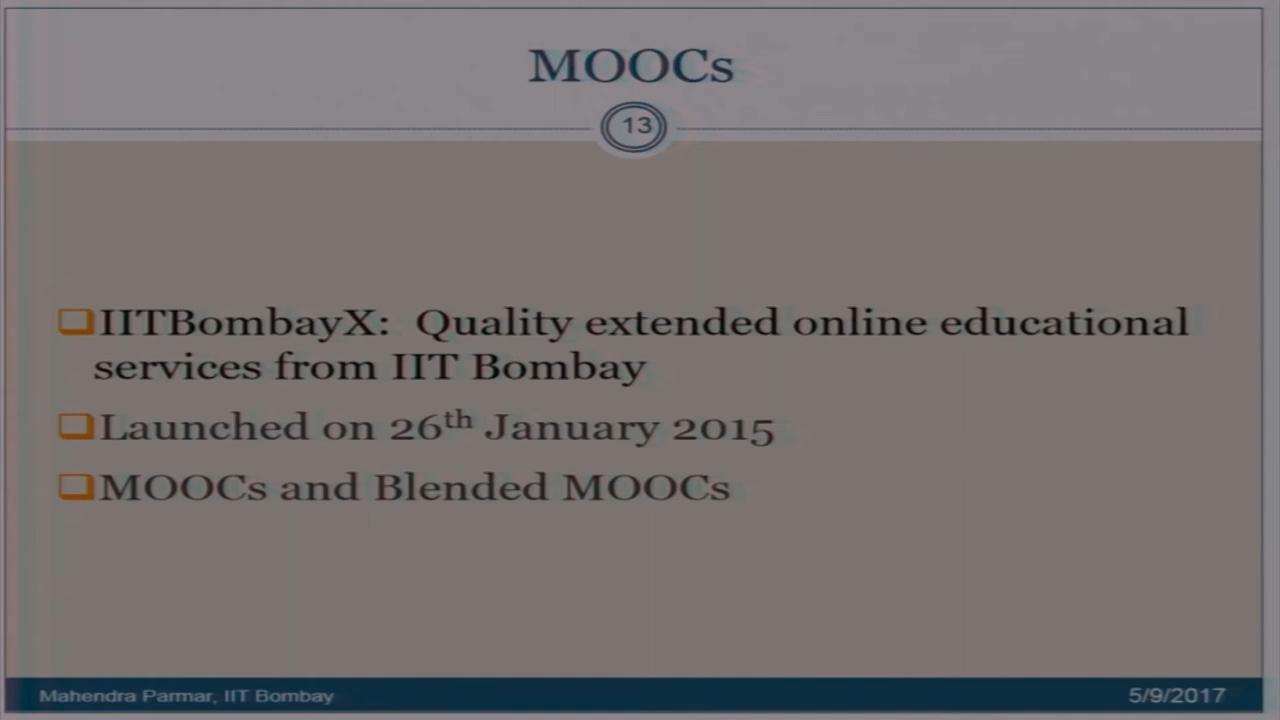 MOOCs
13
IITBombayX: Quality extended online educational
services from IIT Bombay
Launched on 26th January 2015
MOOCs and Blended MOOCs
Mahendra Parmar, IIT Bombay
5/9/2017